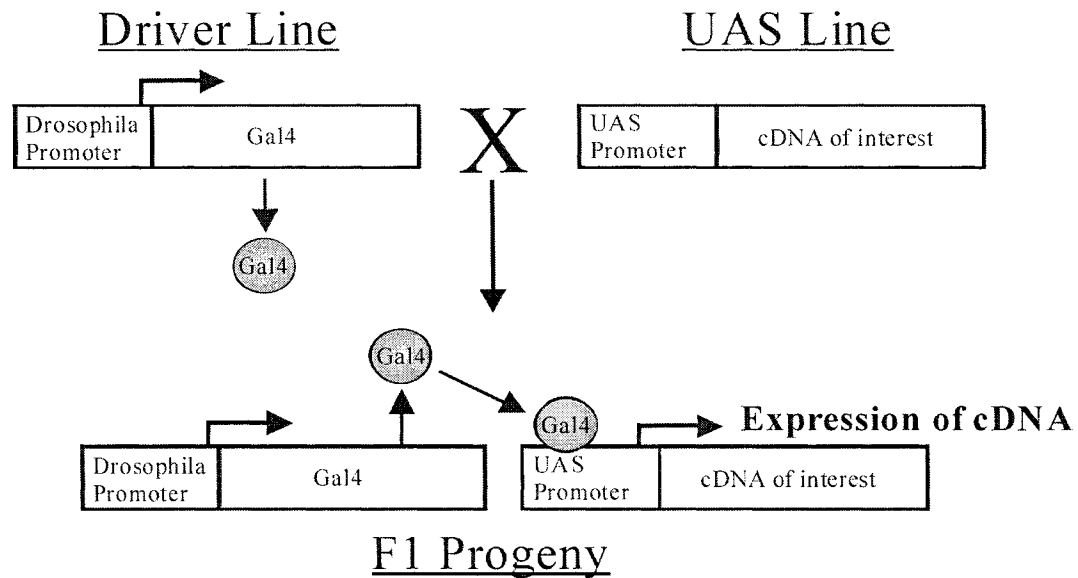 Driver Line
UAS Line
Drosophila
Promoter
Gal4
X
UAS
Promoter
cDNA of interest
Gal4
Gal4
Gal4
Expression of cDNA
Drosophila
Promoter
Gal4
UAS
Promoter
cDNA of interest
F1 Progeny